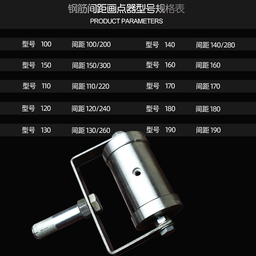 钢筋间距画点器型号规格表
PRODUCT PARAMETERS
型号 100 间距 100/200 型号 140 间距 140/280
型号 150 间距 150/300 型号 160 间距 160
型号 110 间距 110/220 型号 170 间距 170
型号 120 间距 120/240 型号 180 间距 180
型号 130 间距 130/260 型号 190 间距 190